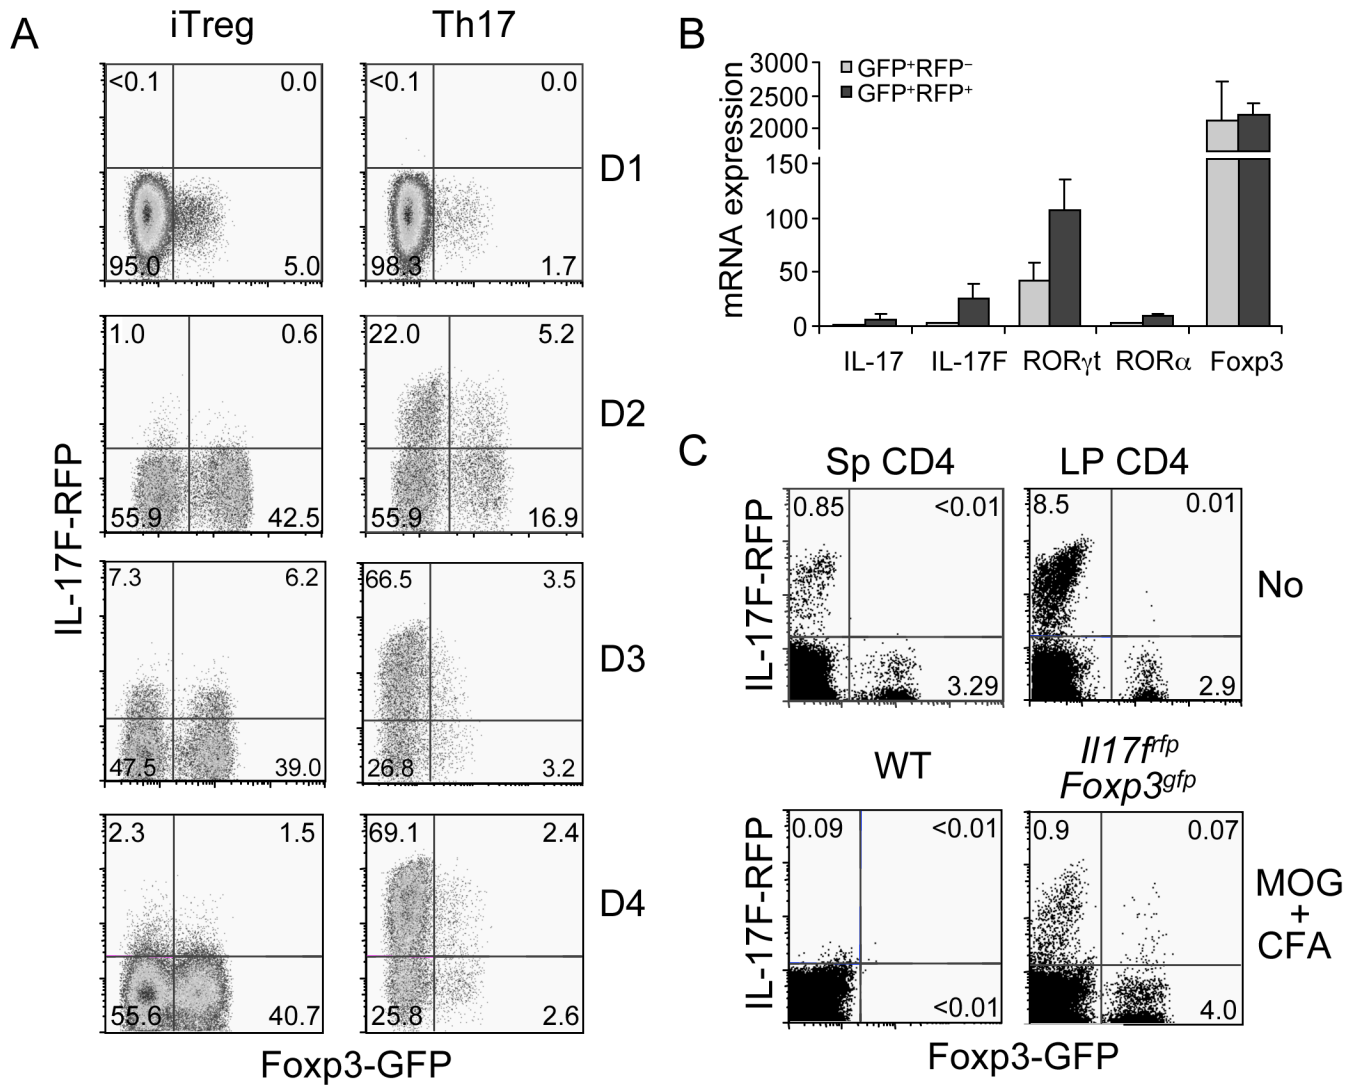 A
iTreg
Th17
<0.1 0.0
95.0 5.0
<0.1 0.0
98.3 1.7
D1
1.0 0.6
55.9 42.5
22.0 5.2
55.9 16.9
D2
7.3 6.2
47.5 39.0
66.5 3.5
26.8 3.2
D3
2.3 1.5
55.6 40.7
69.1 2.4
25.8 2.6
D4
IL-17F-RFP
Foxp3-GFP
B
mRNA expression
3000
2500
2000
150
100
50
0
GFP⁺RFP⁻
GFP⁺RFP⁺
IL-17 IL-17F RORγt RORα Foxp3
C
Sp CD4
LP CD4
IL-17F-RFP
0.85 <0.01
3.29
8.5 0.01
2.9
No
WT
Il17fʳᶠᵖ
Foxp3ᵍᶠᵖ
IL-17F-RFP
0.09 <0.01
<0.01
0.9 0.07
4.0
MOG
+
CFA
Foxp3-GFP